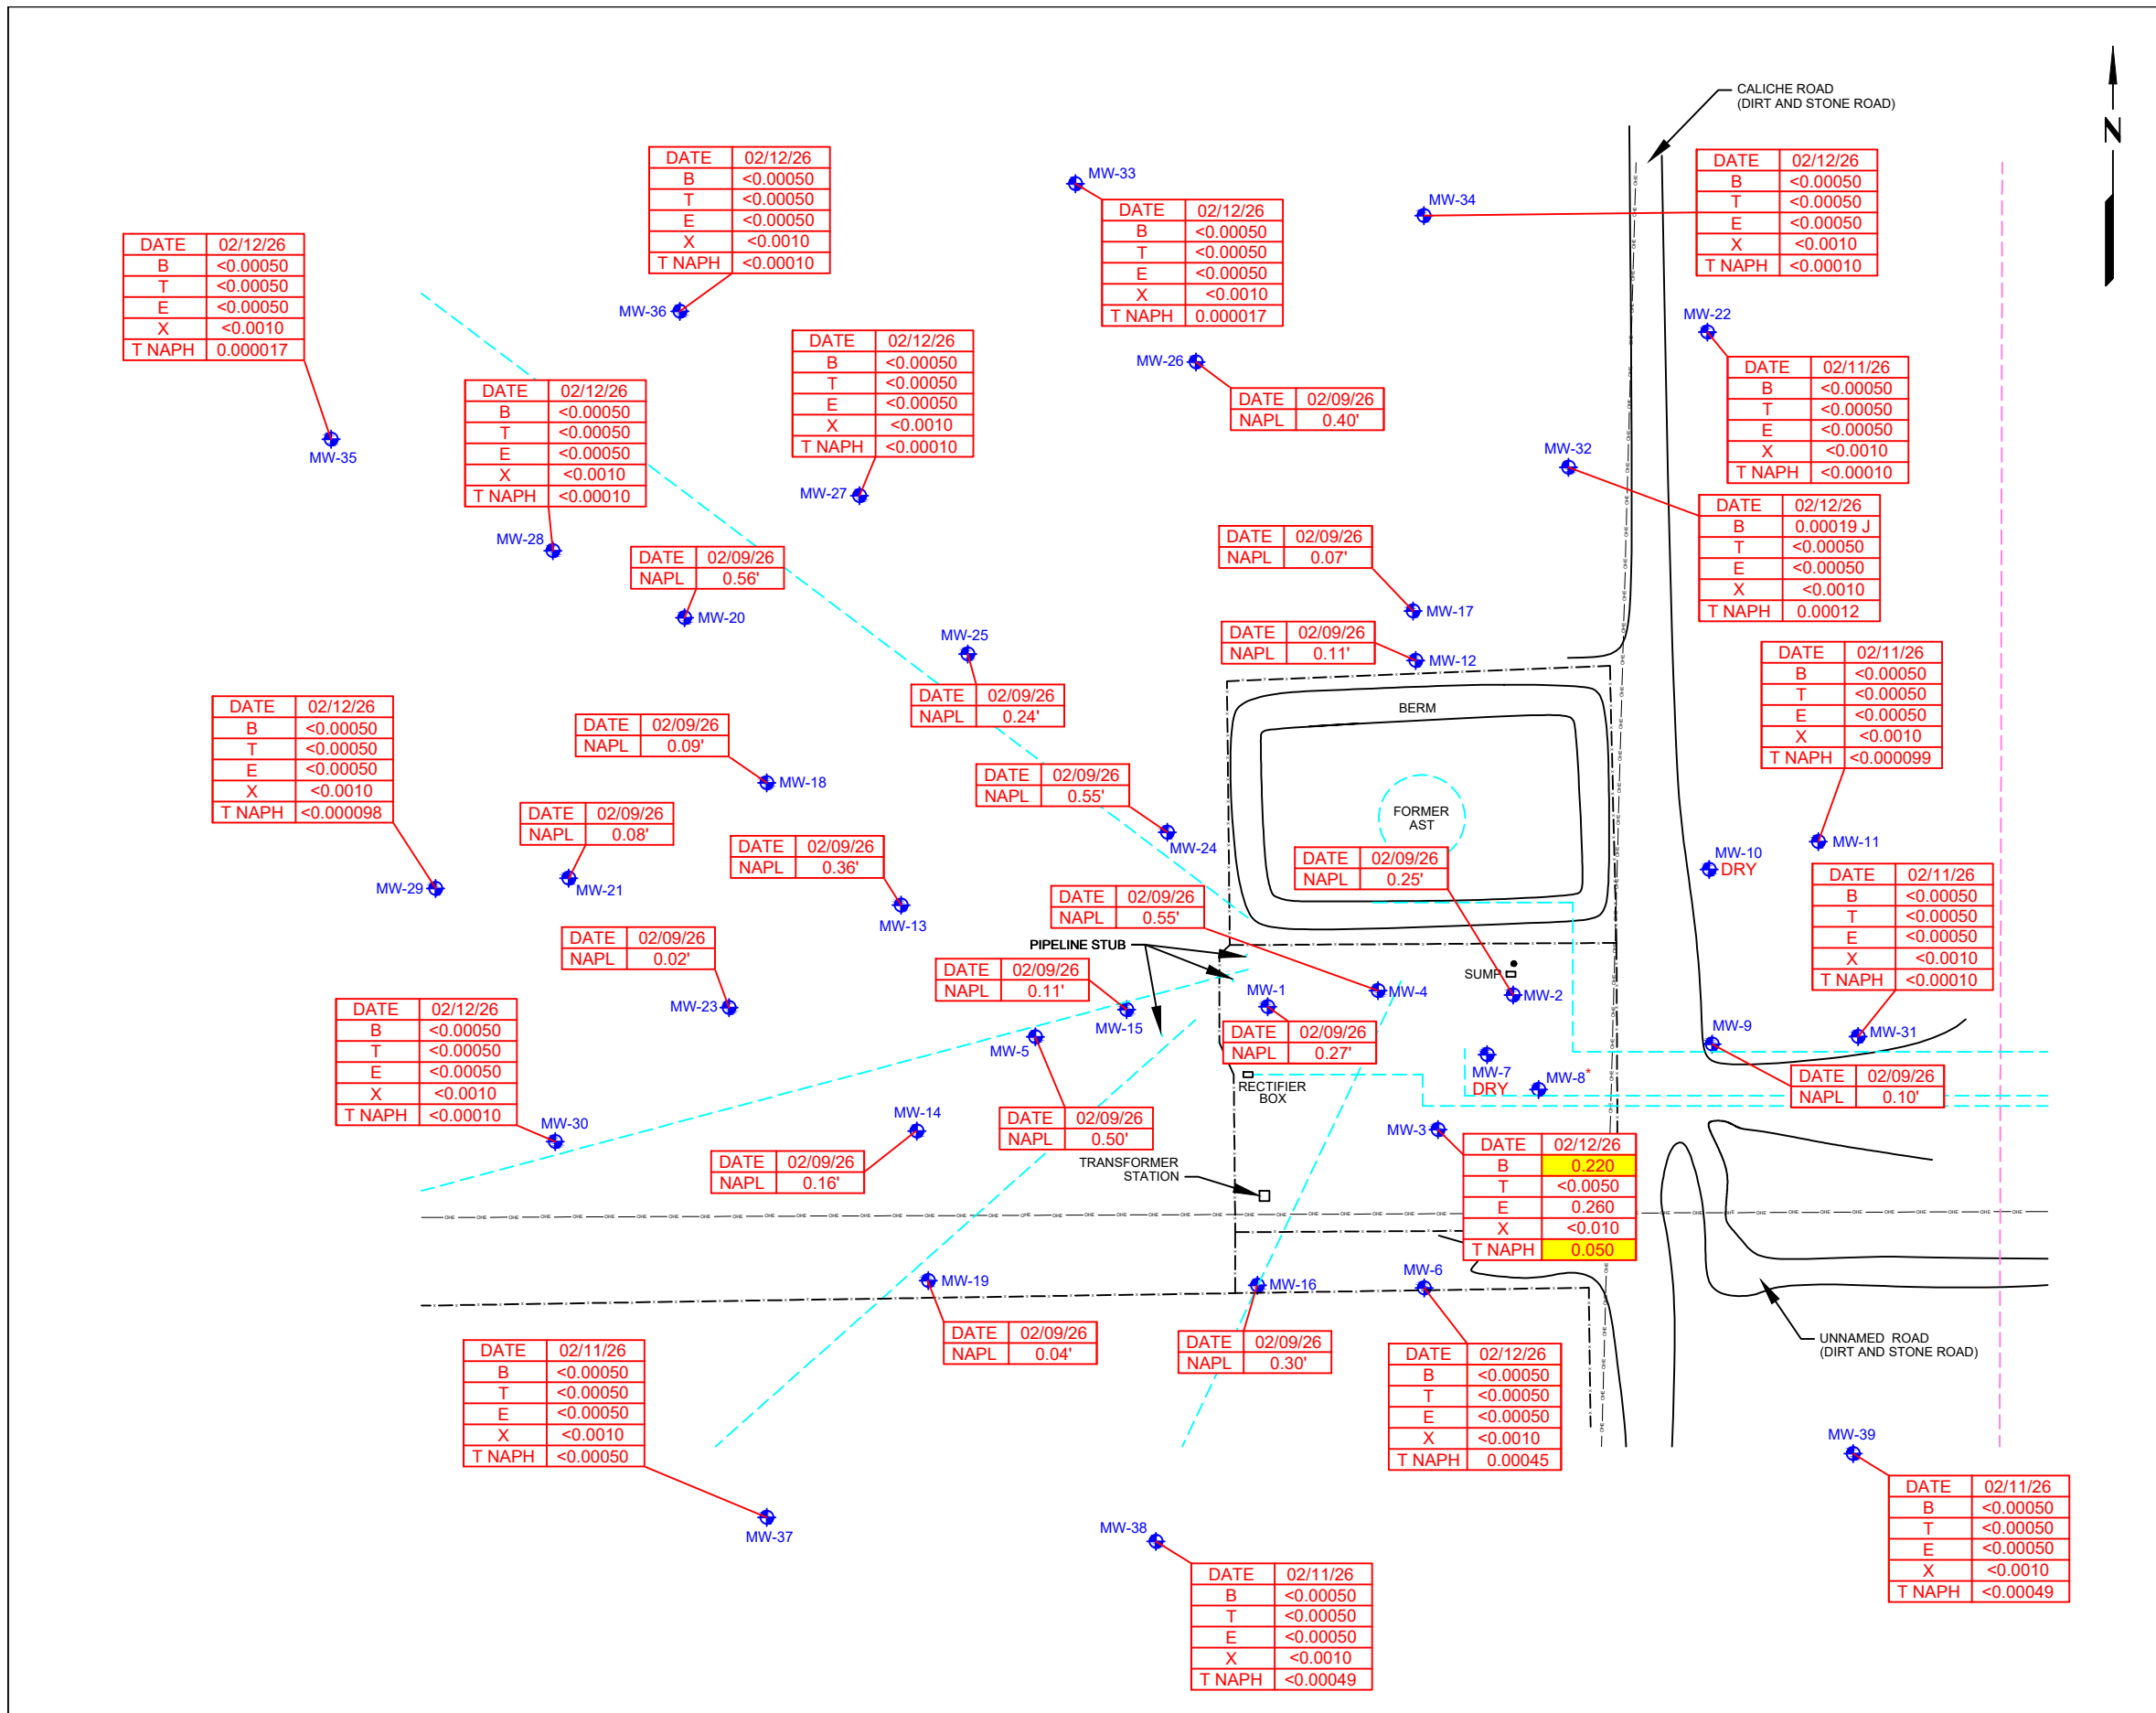 CALICHE ROAD
(DIRT AND STONE ROAD)
N
DATE 02/12/26
B <0.00050
T <0.00050
E <0.00050
X <0.0010
T NAPH <0.00010
MW-36
MW-33
DATE 02/12/26
B <0.00050
T <0.00050
E <0.00050
X <0.0010
T NAPH 0.000017
MW-34
DATE 02/12/26
B <0.00050
T <0.00050
E <0.00050
X <0.0010
T NAPH <0.00010
DATE 02/12/26
B <0.00050
T <0.00050
E <0.00050
X <0.0010
T NAPH 0.000017
MW-35
MW-22
DATE 02/11/26
B <0.00050
T <0.00050
E <0.00050
X <0.0010
T NAPH <0.00010
DATE 02/12/26
B <0.00050
T <0.00050
E <0.00050
X <0.0010
T NAPH <0.00010
MW-27
MW-26
DATE 02/09/26
NAPL 0.40'
DATE 02/12/26
B <0.00050
T <0.00050
E <0.00050
X <0.0010
T NAPH <0.00010
MW-28
MW-32
DATE 02/12/26
B 0.00019 J
T <0.00050
E <0.00050
X <0.0010
T NAPH 0.00012
DATE 02/09/26
NAPL 0.07'
MW-17
DATE 02/09/26
NAPL 0.56'
MW-20
DATE 02/09/26
NAPL 0.11'
MW-12
MW-25
DATE 02/09/26
NAPL 0.24'
DATE 02/11/26
B <0.00050
T <0.00050
E <0.00050
X <0.0010
T NAPH <0.000099
MW-11
DATE 02/12/26
B <0.00050
T <0.00050
E <0.00050
X <0.0010
T NAPH <0.000098
MW-29
BERM
DATE 02/09/26
NAPL 0.09'
MW-18
DATE 02/09/26
NAPL 0.55'
MW-24
FORMER
AST
DATE 02/09/26
NAPL 0.08'
MW-21
DATE 02/09/26
NAPL 0.36'
MW-13
DATE 02/09/26
NAPL 0.25'
MW-2
MW-10
DRY
DATE 02/11/26
B <0.00050
T <0.00050
E <0.00050
X <0.0010
T NAPH <0.00010
MW-31
DATE 02/09/26
NAPL 0.55'
MW-4
DATE 02/09/26
NAPL 0.02'
MW-23
PIPELINE STUB
SUMP
DATE 02/09/26
NAPL 0.11'
MW-15
MW-1
DATE 02/09/26
NAPL 0.27'
MW-5
DATE 02/09/26
NAPL 0.50'
MW-9
DATE 02/09/26
NAPL 0.10'
DATE 02/12/26
B <0.00050
T <0.00050
E <0.00050
X <0.0010
T NAPH <0.00010
MW-30
MW-7
DRY
MW-8*
RECTIFIER
BOX
MW-14
DATE 02/09/26
NAPL 0.16'
MW-3
DATE 02/12/26
B 0.220
T <0.0050
E 0.260
X <0.010
T NAPH 0.050
TRANSFORMER
STATION
OHE
MW-19
DATE 02/09/26
NAPL 0.04'
MW-16
DATE 02/09/26
NAPL 0.30'
MW-6
DATE 02/12/26
B <0.00050
T <0.00050
E <0.00050
X <0.0010
T NAPH 0.00045
UNNAMED ROAD
(DIRT AND STONE ROAD)
DATE 02/11/26
B <0.00050
T <0.00050
E <0.00050
X <0.0010
T NAPH <0.00050
MW-37
MW-39
DATE 02/11/26
B <0.00050
T <0.00050
E <0.00050
X <0.0010
T NAPH <0.00049
MW-38
DATE 02/11/26
B <0.00050
T <0.00050
E <0.00050
X <0.0010
T NAPH <0.00049